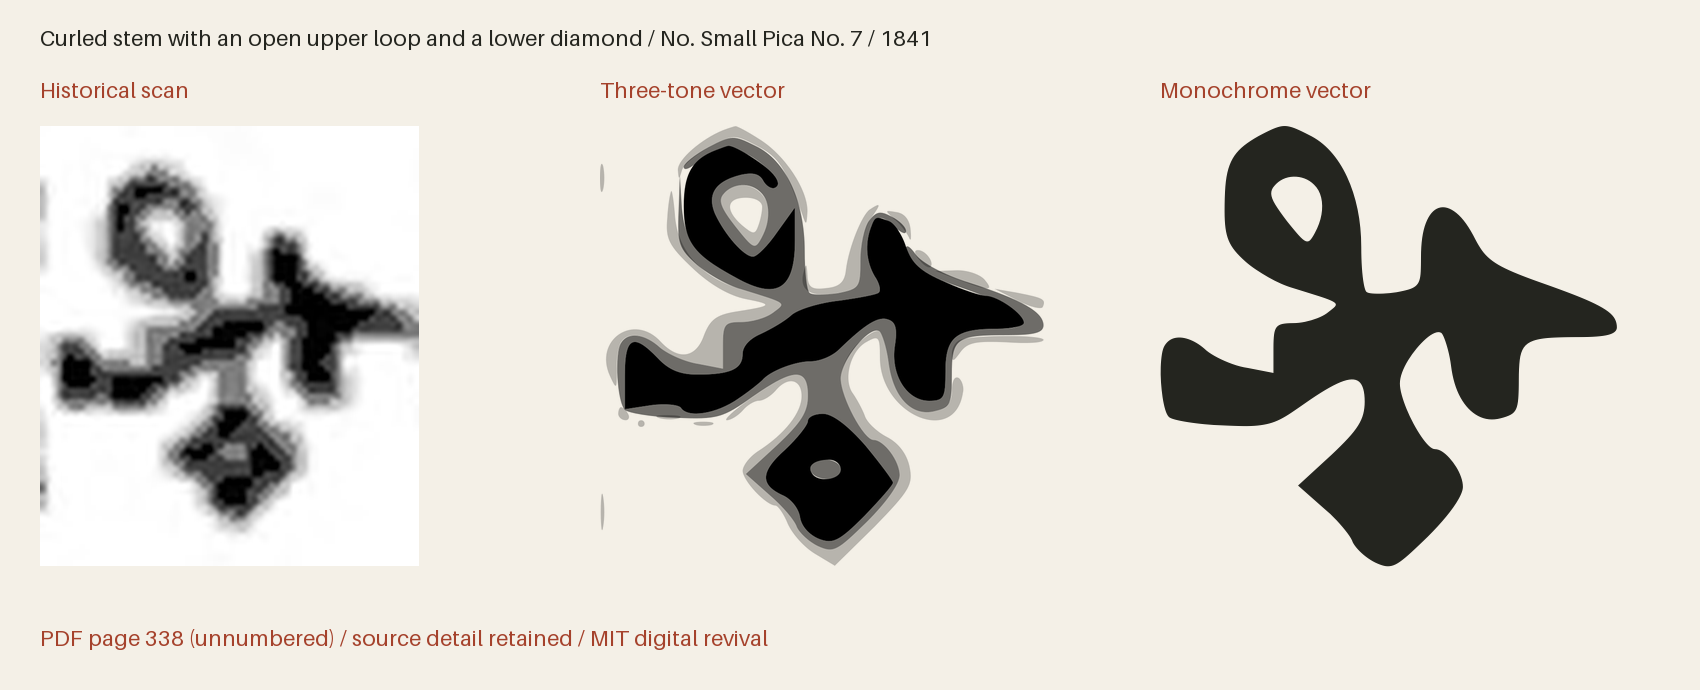 Curled stem with an open upper loop and a lower diamond / No. Small Pica No. 7 / 1841
Historical scan
Three-tone vector
Monochrome vector
PDF page 338 (unnumbered) / source detail retained / MIT digital revival